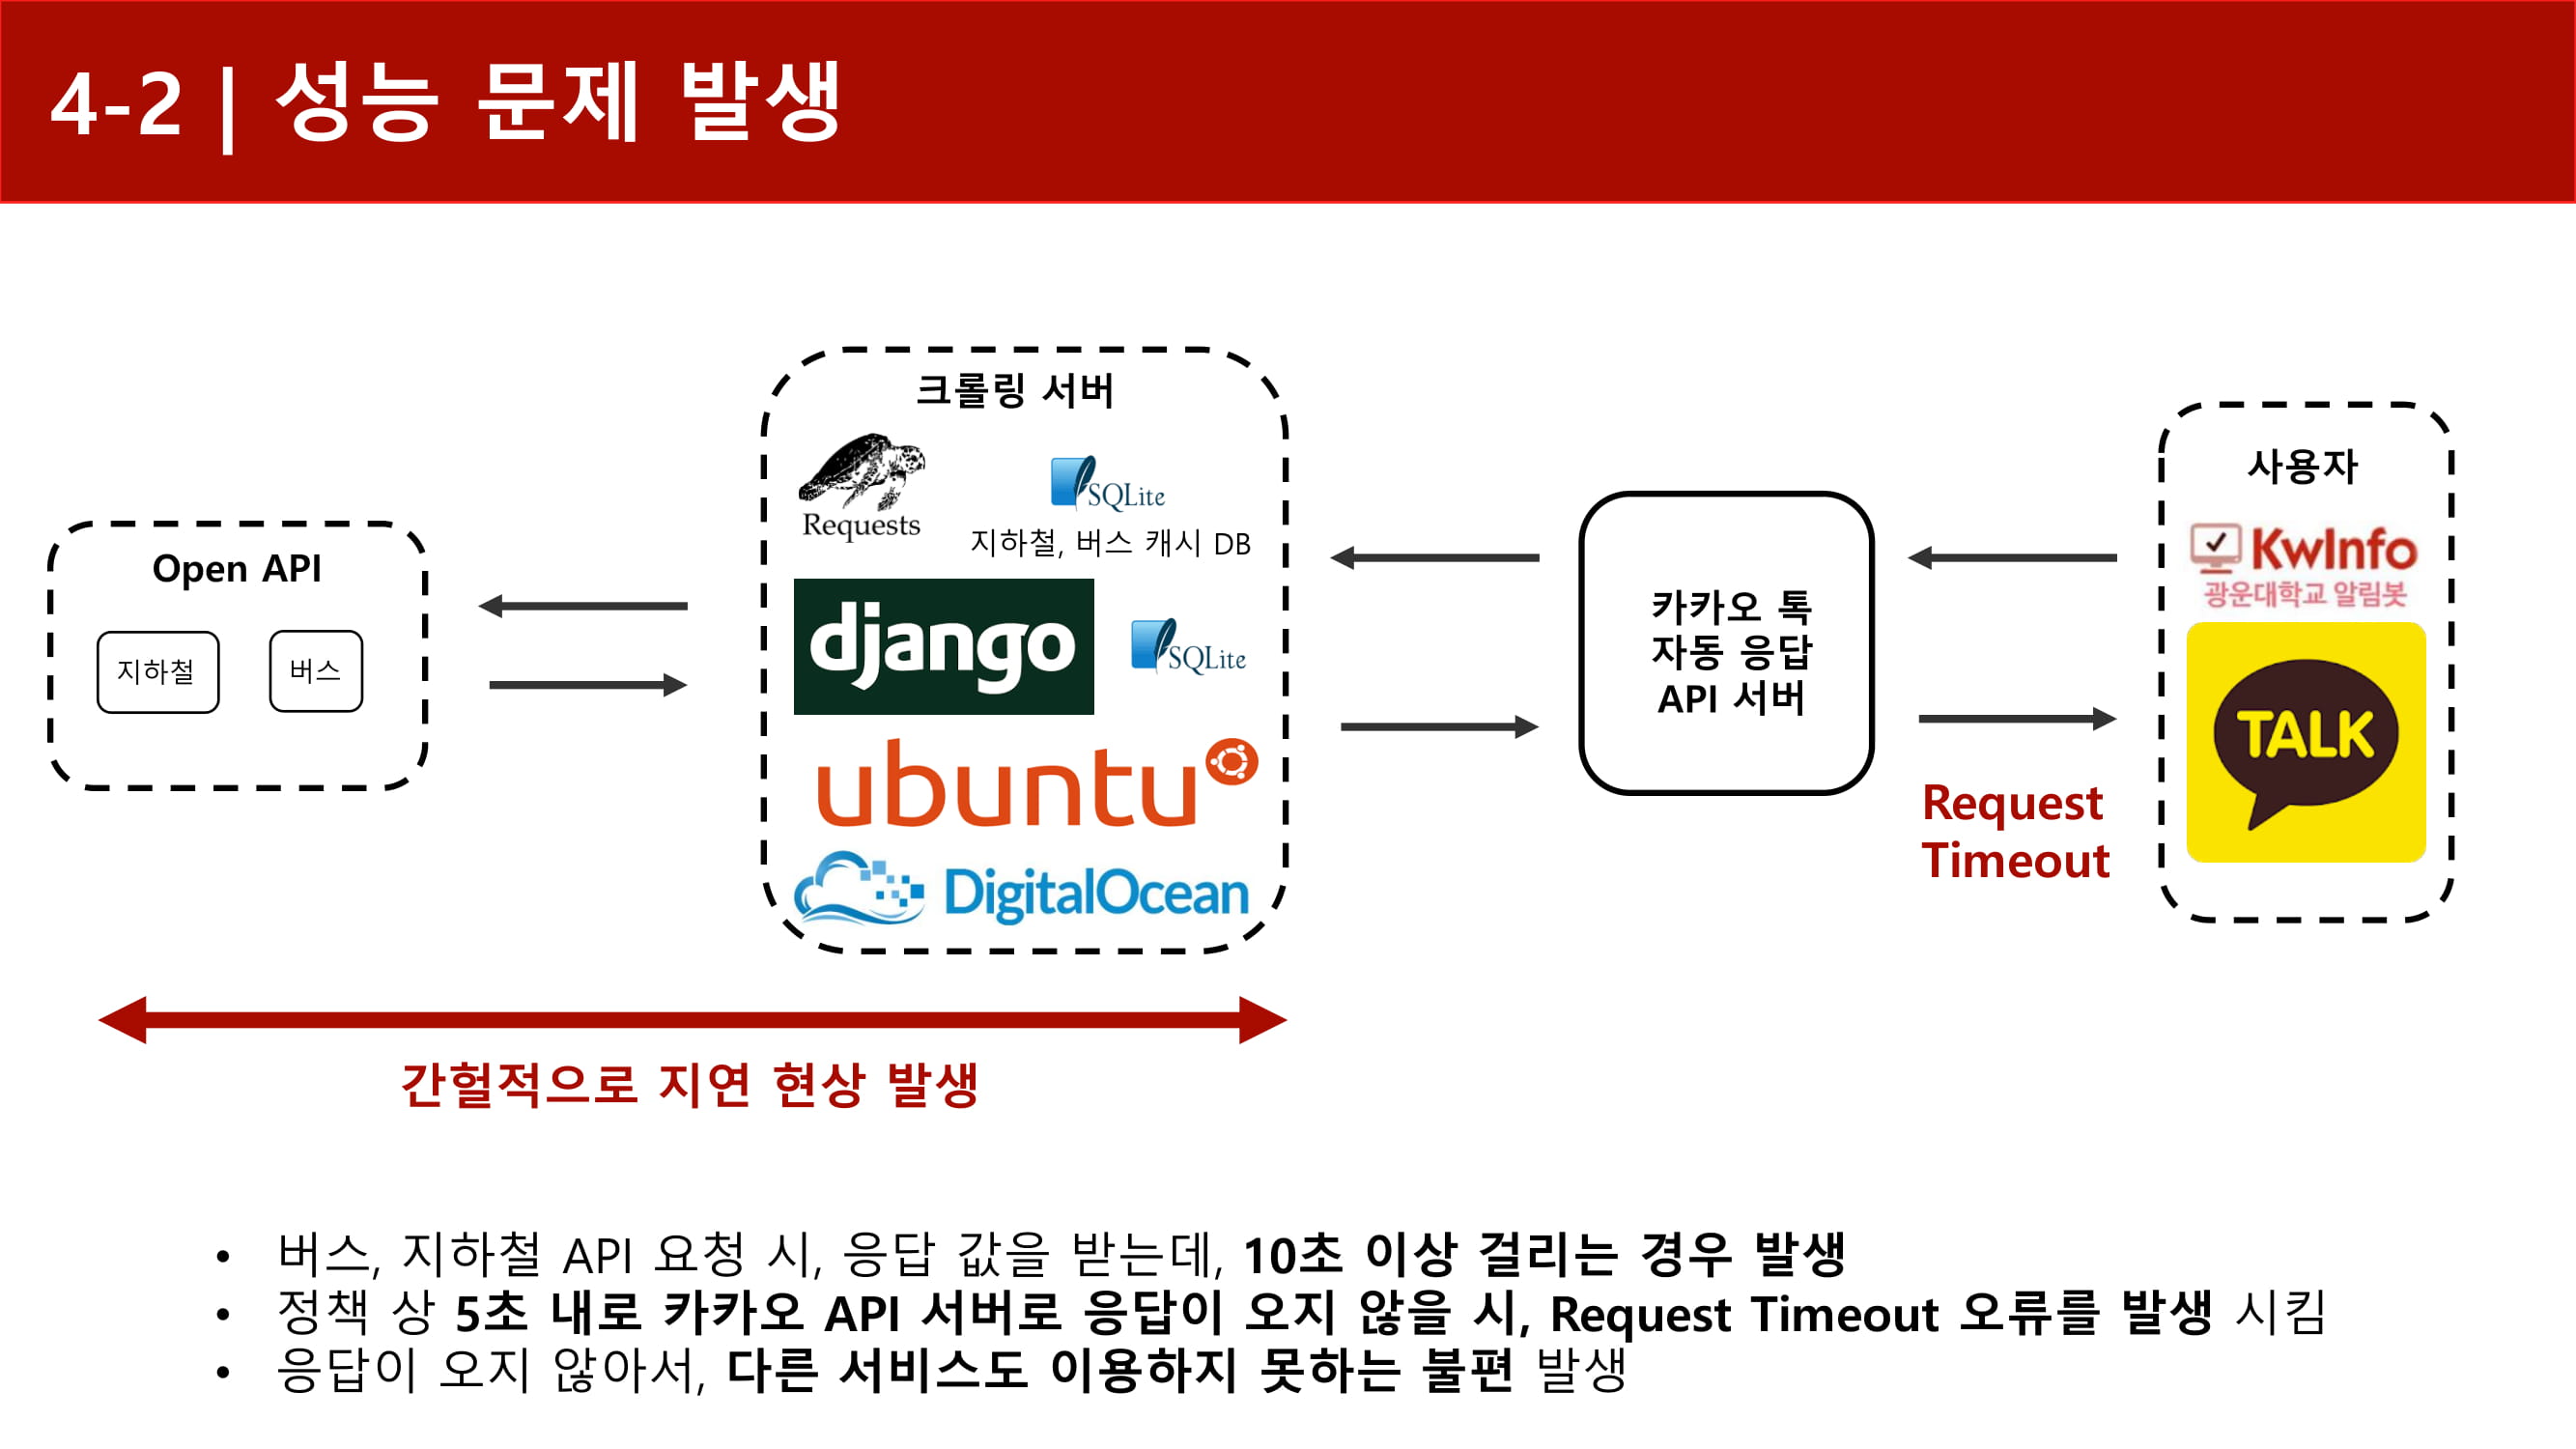 4-2 | 성능 문제 발생
Open API
지하철
버스
크롤링 서버
Requests
SQLite
지하철, 버스 캐시 DB
django
SQLite
ubuntu
DigitalOcean
카카오 톡
자동 응답
API 서버
Request
Timeout
사용자
KwInfo
광운대학교 알림봇
TALK
간헐적으로 지연 현상 발생
• 버스, 지하철 API 요청 시, 응답 값을 받는데, 10초 이상 걸리는 경우 발생
• 정책 상 5초 내로 카카오 API 서버로 응답이 오지 않을 시, Request Timeout 오류를 발생 시킴
• 응답이 오지 않아서, 다른 서비스도 이용하지 못하는 불편 발생